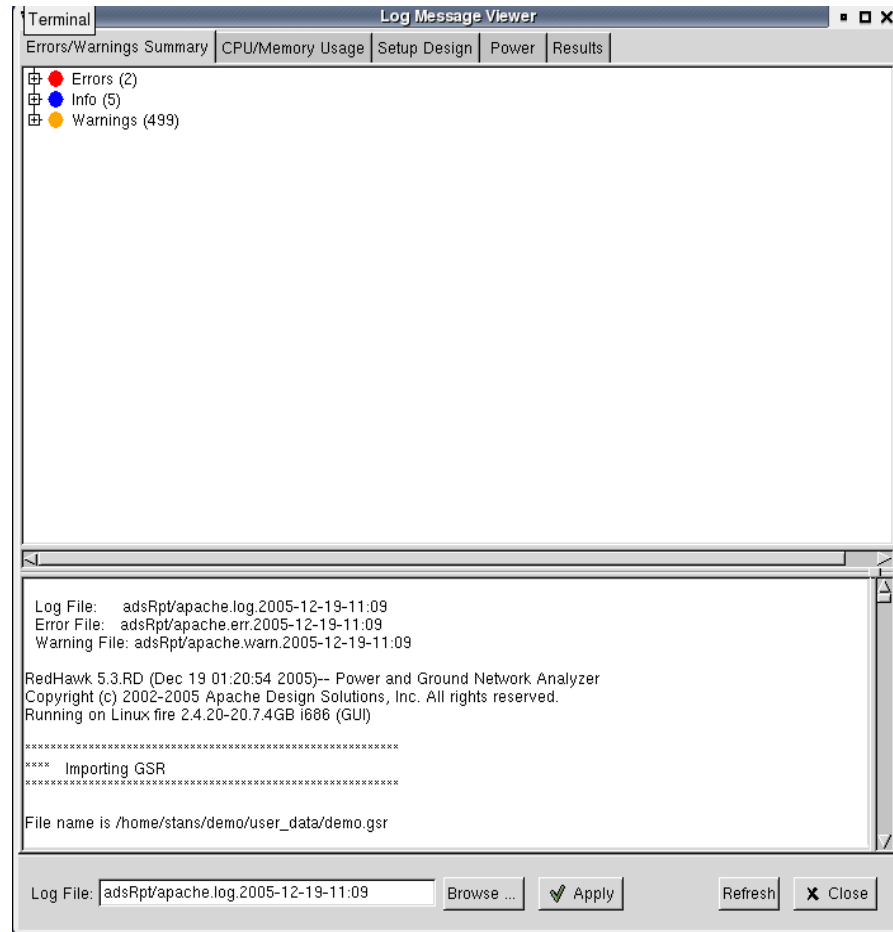 Terminal
Log Message Viewer
Errors/Warnings Summary CPU/Memory Usage Setup Design Power Results
Errors (2)
Info (5)
Warnings (499)
Log File: adsRpt/apache.log.2005-12-19-11:09
Error File: adsRpt/apache.err.2005-12-19-11:09
Warning File: adsRpt/apache.warn.2005-12-19-11:09
RedHawk 5.3.RD (Dec 19 01:20:54 2005)-- Power and Ground Network Analyzer
Copyright (c) 2002-2005 Apache Design Solutions, Inc. All rights reserved.
Running on Linux fire 2.4.20-20.7.4GB i686 (GUI)
***********************************************************
**** Importing GSR
***********************************************************
File name is /home/stans/demo/user_data/demo.gsr
Log File: adsRpt/apache.log.2005-12-19-11:09 Browse ... Apply Refresh Close